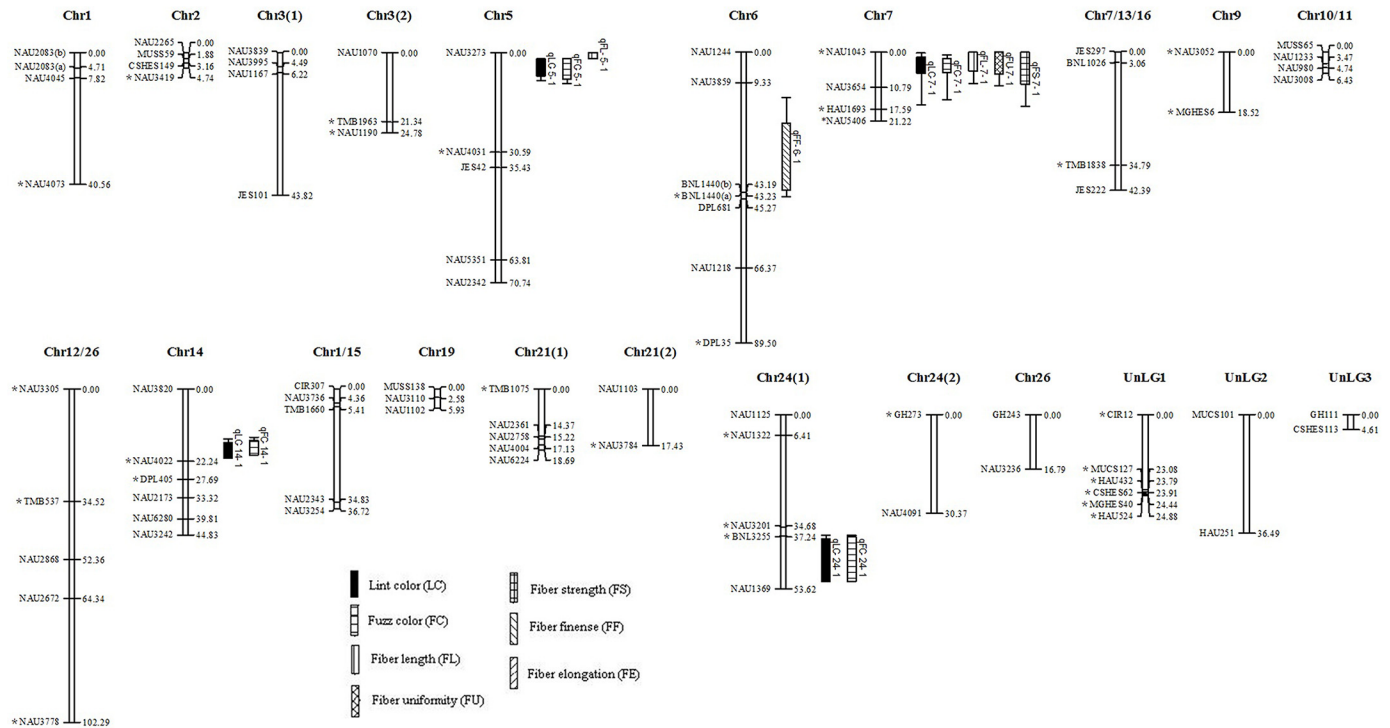 Chr1
NAU2083(b) 0.00
NAU2083(a) 4.71
NAU4045 7.82
*NAU4073 40.56
Chr2
NAU2265 0.00
MUSS59 1.88
CSHES149 3.16
*NAU3419 4.74
Chr3(1)
NAU3839 0.00
NAU3995 4.49
NAU1167 6.22
JES101 43.82
Chr3(2)
NAU1070 0.00
*TMB1963 21.34
*NAU1190 24.78
Chr5
NAU3273 0.00
*NAU4031 30.59
JES42 35.43
NAU5351 63.81
NAU2342 70.74
qLC-5-1
qFC-5-1
qFL-5-1
Chr6
NAU1244 0.00
NAU3859 9.33
BNL1440(b) 43.19
*BNL1440(a) 43.23
DPL681 45.27
NAU1218 66.37
*DPL35 89.50
qFF-6-1
Chr7
*NAU1043 0.00
NAU3654 10.79
*HAU1693 17.59
*NAU5406 21.22
qLC-7-1
qFC-7-1
qFL-7-1
qFU-7-1
qFS-7-1
Chr7/13/16
JES297 0.00
BNL1026 3.06
*TMB1838 34.79
JES222 42.39
Chr9
*NAU3052 0.00
*MGHES6 18.52
Chr10/11
MUSS65 0.00
NAU1233 3.47
NAU980 4.74
NAU3008 6.43
Chr12/26
*NAU3305 0.00
*TMB537 34.52
NAU2868 52.36
NAU2672 64.34
*NAU3778 102.29
Chr14
NAU3820 0.00
*NAU4022 22.24
*DPL405 27.69
NAU2173 33.32
NAU6280 39.81
NAU3242 44.83
qLC-14-1
qFC-14-1
Chr1/15
CIR307 0.00
NAU3736 4.36
TMB1660 5.41
NAU2343 34.83
NAU3254 36.72
Chr19
MUSS138 0.00
NAU3110 2.58
NAU1102 5.93
Chr21(1)
*TMB1075 0.00
NAU2361 14.37
NAU2758 15.22
NAU4004 17.13
NAU6224 18.69
Chr21(2)
NAU1103 0.00
*NAU3784 17.43
Chr24(1)
NAU1125 0.00
*NAU1322 6.41
*NAU3201 34.68
*BNL3255 37.24
NAU1369 53.62
qLC-24-1
qFC-24-1
Chr24(2)
*GH273 0.00
NAU4091 30.37
Chr26
GH243 0.00
NAU3236 16.79
UnLG1
*CIR12 0.00
*MUCS127 23.08
*HAU432 23.79
*CSHES62 23.91
*MGHES40 24.44
*HAU524 24.88
UnLG2
MUCS101 0.00
HAU251 36.49
UnLG3
GH111 0.00
CSHES113 4.61
Lint color (LC)
Fuzz color (FC)
Fiber length (FL)
Fiber uniformity (FU)
Fiber strength (FS)
Fiber finense (FF)
Fiber elongation (FE)